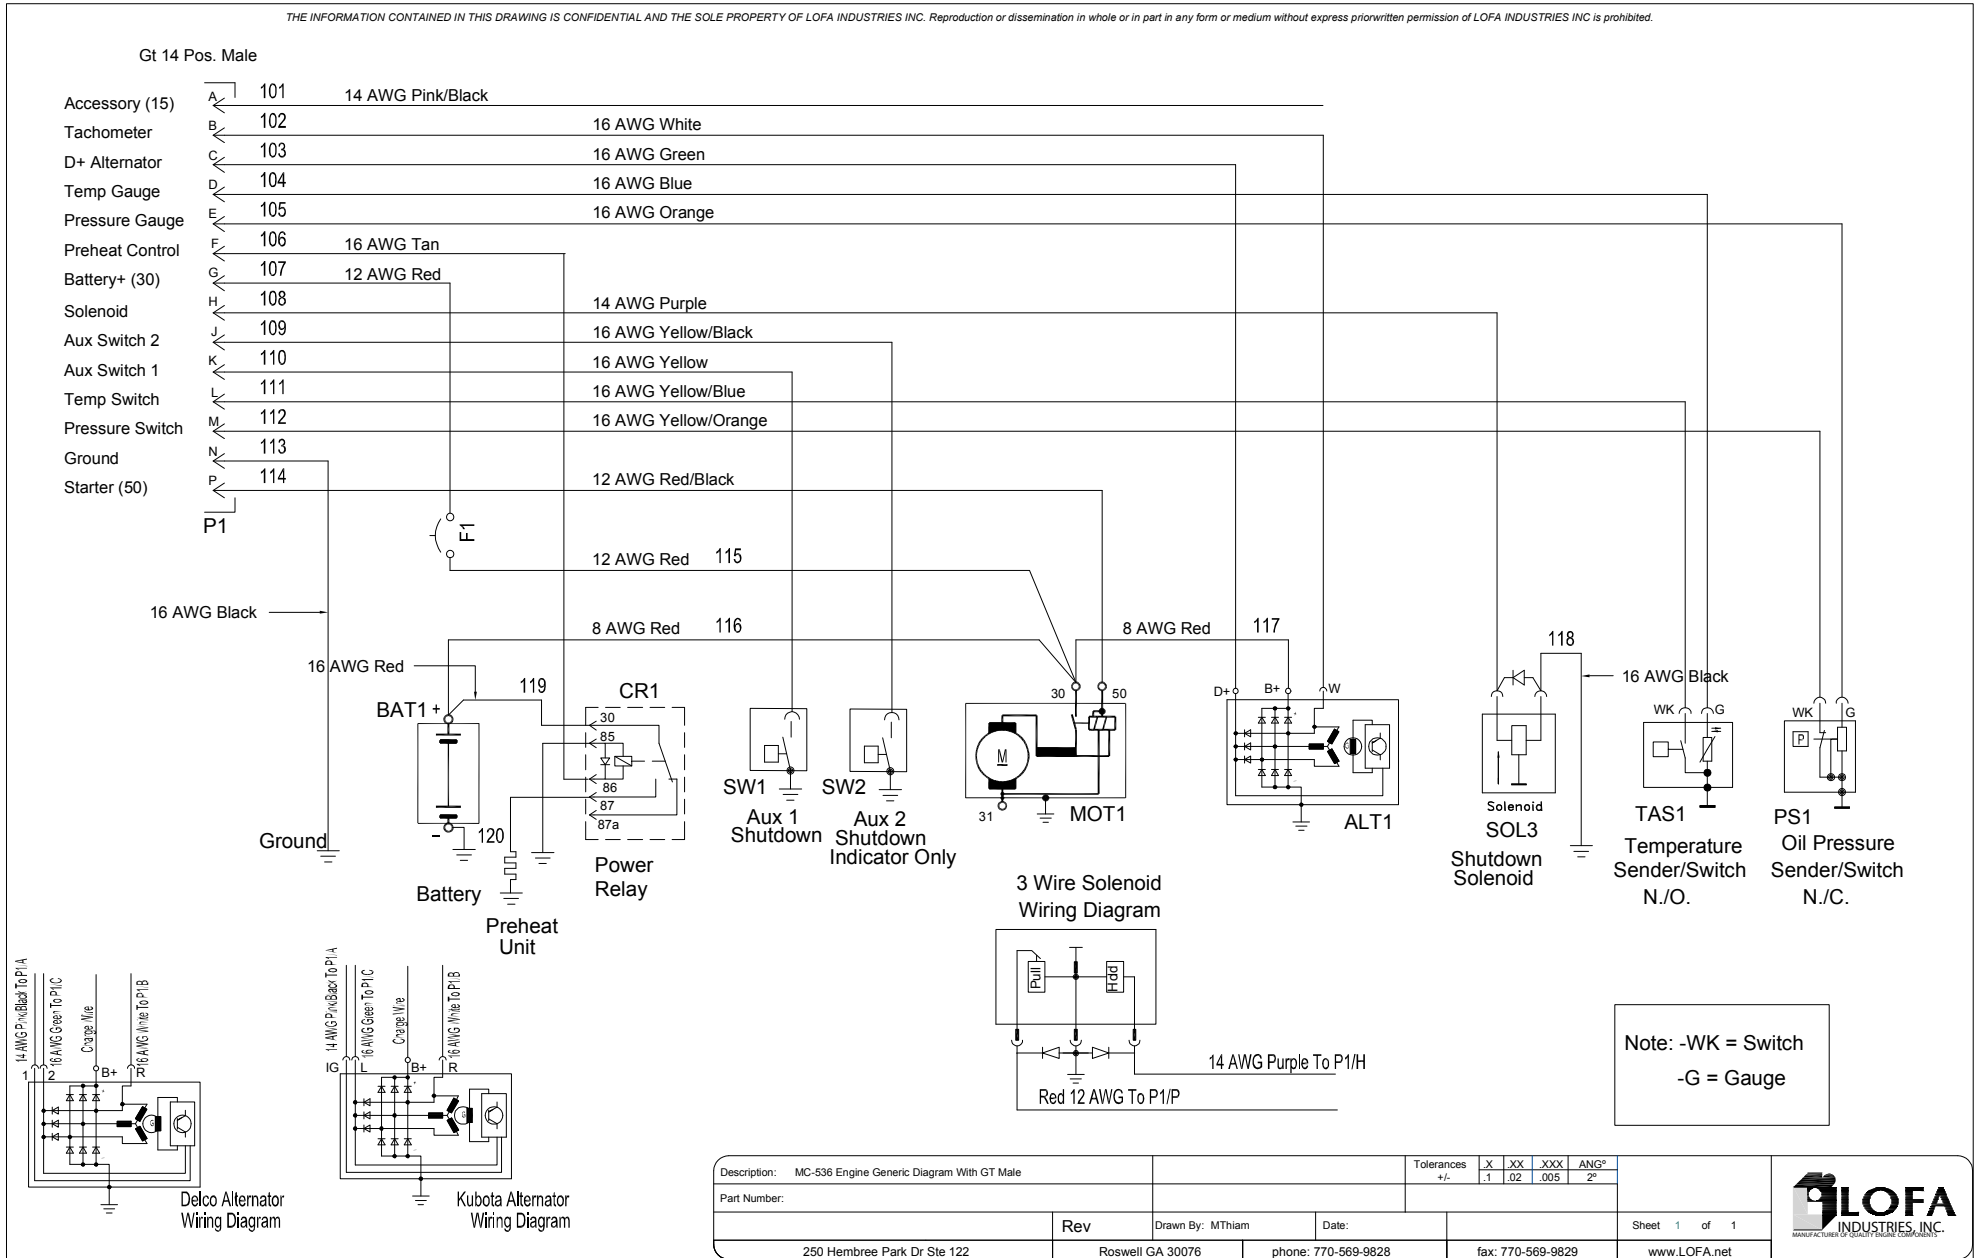 THE INFORMATION CONTAINED IN THIS DRAWING IS CONFIDENTIAL AND THE SOLE PROPERTY OF LOFA INDUSTRIES INC. Reproduction or dissemination in whole or in part in any form or medium without express priorwritten permission of LOFA INDUSTRIES INC is prohibited.
Gt 14 Pos. Male
Accessory (15) A 101 14 AWG Pink/Black
Tachometer B 102 16 AWG White
D+ Alternator C 103 16 AWG Green
Temp Gauge D 104 16 AWG Blue
Pressure Gauge E 105 16 AWG Orange
Preheat Control F 106 16 AWG Tan
Battery+ (30) G 107 12 AWG Red
Solenoid H 108 14 AWG Purple
Aux Switch 2 J 109 16 AWG Yellow/Black
Aux Switch 1 K 110 16 AWG Yellow
Temp Switch L 111 16 AWG Yellow/Blue
Pressure Switch M 112 16 AWG Yellow/Orange
Ground N 113
Starter (50) P 114 12 AWG Red/Black
P1
F1
12 AWG Red 115
16 AWG Black
8 AWG Red 116
8 AWG Red 117
118
16 AWG Red
119
16 AWG Black
BAT1 +
-
120
Battery
Ground
CR1
30
85
86
87
87a
Power
Relay
Preheat
Unit
SW1
Aux 1
Shutdown
SW2
Aux 2
Shutdown
Indicator Only
30
50
M
31
MOT1
D+
B+
W
ALT1
Solenoid
SOL3
Shutdown
Solenoid
WK
G
TAS1
Temperature
Sender/Switch
N./O.
WK
G
P
PS1
Oil Pressure
Sender/Switch
N./C.
3 Wire Solenoid
Wiring Diagram
Pull
Hdd
14 AWG Purple To P1/H
Red 12 AWG To P1/P
14 AWG Pink/Black To P1/A
16 AWG Green To P1/C
Charge Wire
16 AWG White To P1B
1
2
B+
R
Delco Alternator
Wiring Diagram
14 AWG Pink/Black To P1/A
16 AWG Green To P1/C
Charge Wire
16 AWG White To P1B
IG
L
B+
R
Kubota Alternator
Wiring Diagram
Note: -WK = Switch
-G = Gauge
Description: MC-536 Engine Generic Diagram With GT Male
Tolerances .X .XX .XXX ANGº
+/- .1 .02 .005 2º
Part Number:
Rev
Drawn By: MThiam
Date:
Sheet 1 of 1
250 Hembree Park Dr Ste 122
Roswell GA 30076
phone: 770-569-9828
fax: 770-569-9829
www.LOFA.net
LOFA
INDUSTRIES, INC.
MANUFACTURER OF QUALITY ENGINE COMPONENTS